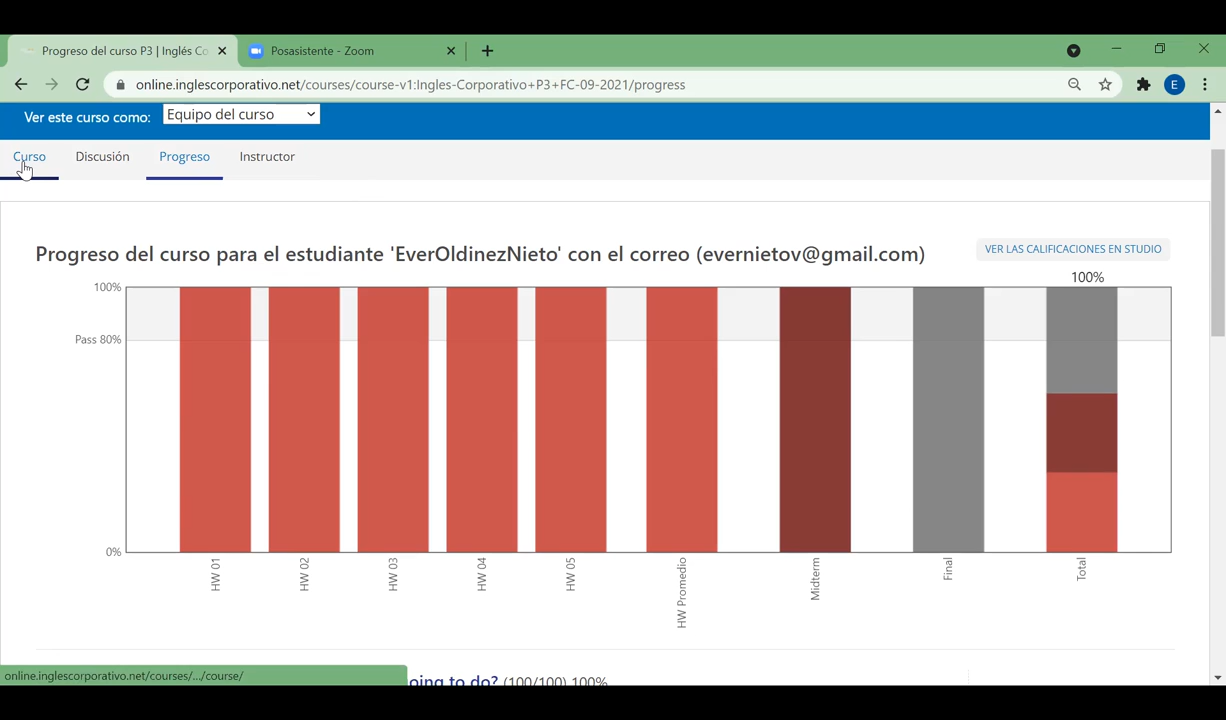 Progreso del curso P3 | Inglés Co
Posasistente - Zoom
online.inglescorporativo.net/courses/course-v1:Ingles-Corporativo+P3+FC-09-2021/progress
E
Ver este curso como: Equipo del curso
Curso Discusión Progreso Instructor
Progreso del curso para el estudiante 'EverOldinezNieto' con el correo (evernietov@gmail.com)
VER LAS CALIFICACIONES EN STUDIO
100%
100%
Pass 80%
0%
HW 01
HW 02
HW 03
HW 04
HW 05
HW Promedio
Midterm
Final
Total
online.inglescorporativo.net/courses/.../course/
oing to do? (100/100) 100%